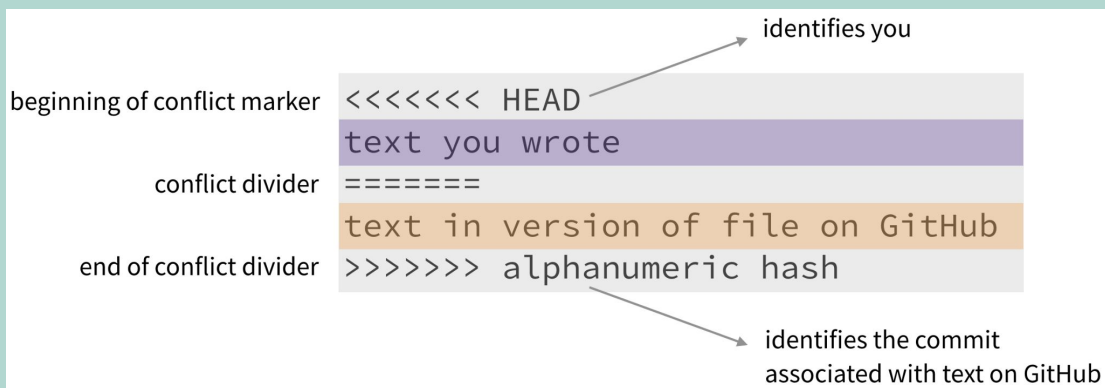 identifies you
beginning of conflict marker <<<<<<< HEAD
text you wrote
conflict divider =======
text in version of file on GitHub
end of conflict divider >>>>>>> alphanumeric hash
identifies the commit
associated with text on GitHub